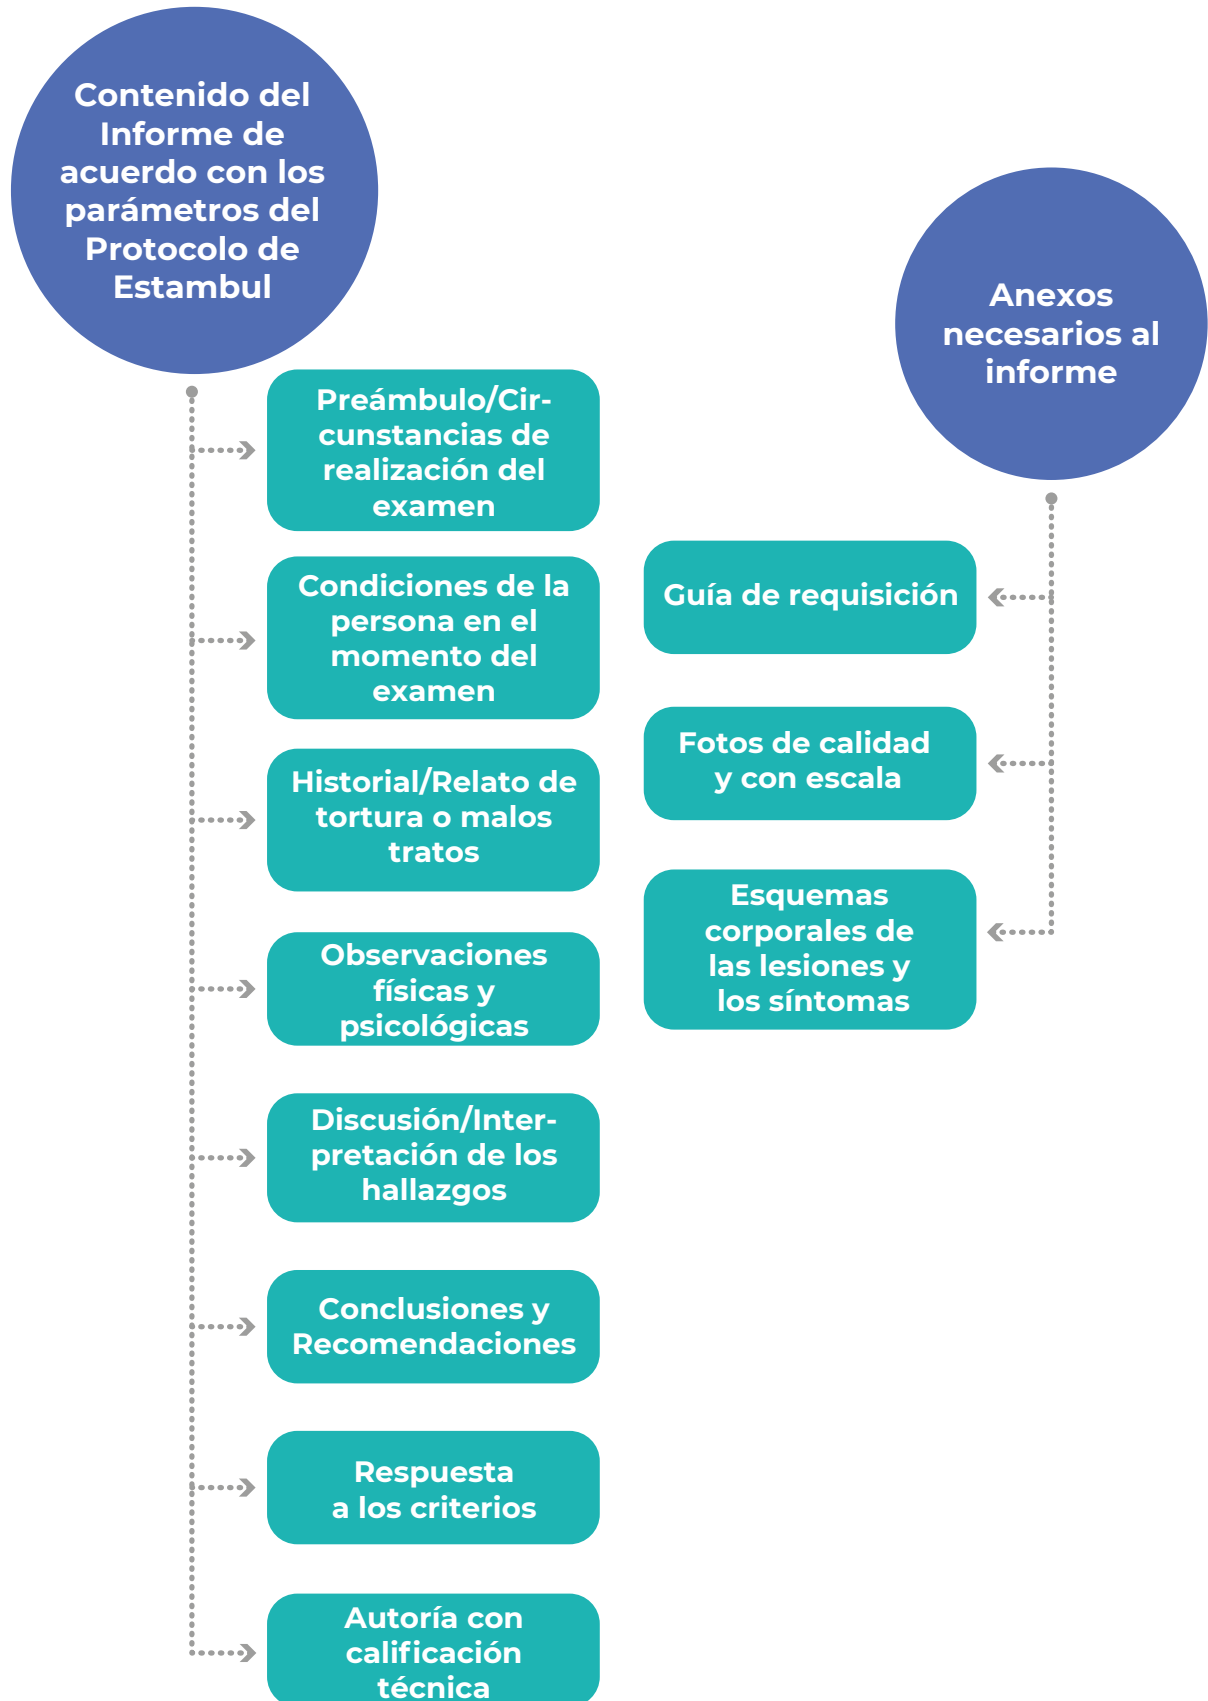 Contenido del
Informe de
acuerdo con los
parámetros del
Protocolo de
Estambul
Preámbulo/Cir-
cunstancias de
realización del
examen
Condiciones de la
persona en el
momento del
examen
Historial/Relato de
tortura o malos
tratos
Observaciones
físicas y
psicológicas
Discusión/Inter-
pretación de los
hallazgos
Conclusiones y
Recomendaciones
Respuesta
a los criterios
Autoría con
calificación
técnica
Anexos
necesarios al
informe
Guía de requisición
Fotos de calidad
y con escala
Esquemas
corporales de
las lesiones y
los síntomas